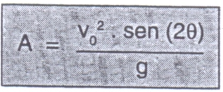 A = v₀² . sen (2θ) / g